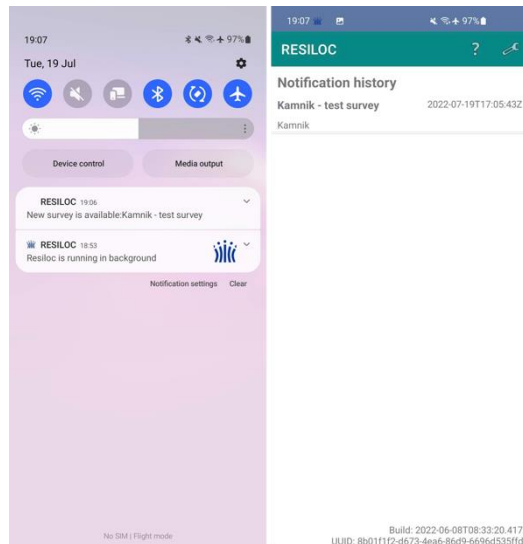 19:07 97%
Tue, 19 Jul
Device control Media output
RESILOC 19:06
New survey is available:Kamnik - test survey
RESILOC 18:53
Resiloc is running in background
Notification settings Clear
No SIM | Flight mode
19:07 97%
RESILOC ?
Notification history
Kamnik - test survey 2022-07-19T17:05:43Z
Kamnik
Build: 2022-06-08T08:33:20.417
UUID: 8b01f1f2-d673-4ea6-86d9-6696d535ffd